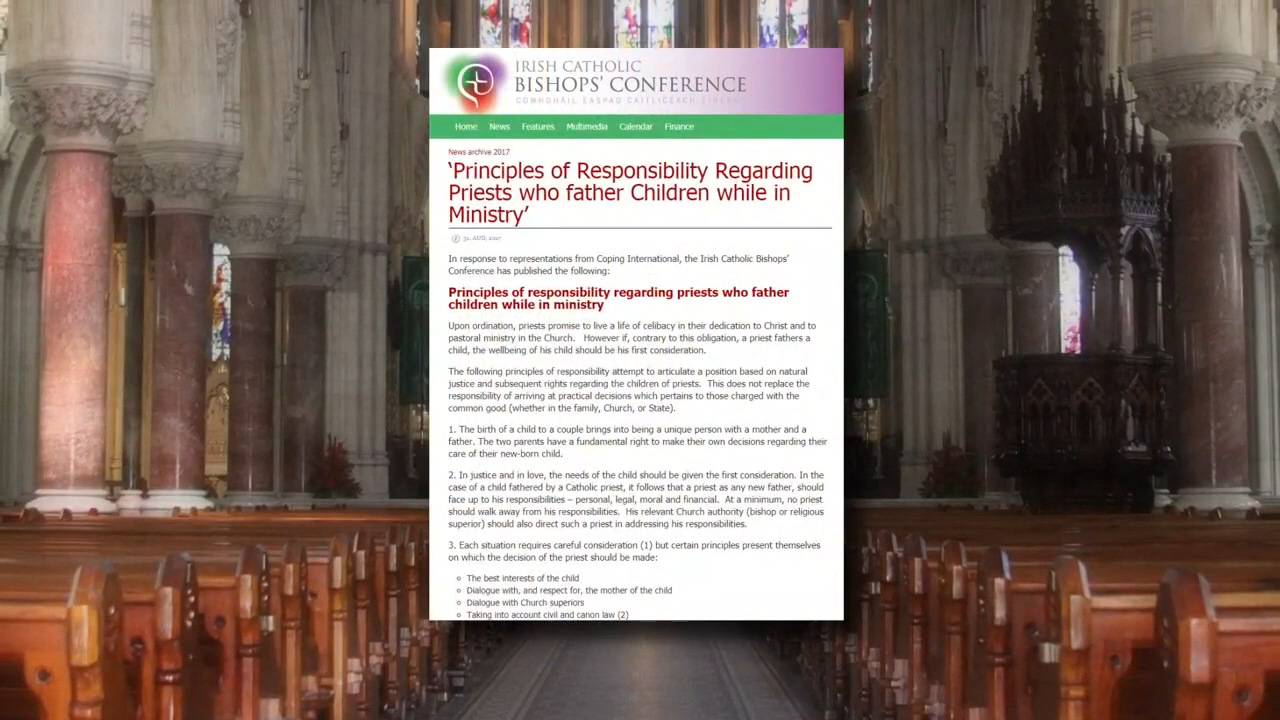 IRISH CATHOLIC
BISHOPS' CONFERENCE
COMHDHÁIL EASPAG CAITLICEACH ÉIREANN
Home News Features Multimedia Calendar Finance
News archive 2017
‘Principles of Responsibility Regarding
Priests who father Children while in
Ministry’
31. AUG, 2017
In response to representations from Coping International, the Irish Catholic Bishops’
Conference has published the following:
Principles of responsibility regarding priests who father
children while in ministry
Upon ordination, priests promise to live a life of celibacy in their dedication to Christ and to
pastoral ministry in the Church. However if, contrary to this obligation, a priest fathers a
child, the wellbeing of his child should be his first consideration.
The following principles of responsibility attempt to articulate a position based on natural
justice and subsequent rights regarding the children of priests. This does not replace the
responsibility of arriving at practical decisions which pertains to those charged with the
common good (whether in the family, Church, or State).
1. The birth of a child to a couple brings into being a unique person with a mother and a
father. The two parents have a fundamental right to make their own decisions regarding their
care of their new-born child.
2. In justice and in love, the needs of the child should be given the first consideration. In the
case of a child fathered by a Catholic priest, it follows that a priest as any new father, should
face up to his responsibilities – personal, legal, moral and financial. At a minimum, no priest
should walk away from his responsibilities. His relevant Church authority (bishop or religious
superior) should also direct such a priest in addressing his responsibilities.
3. Each situation requires careful consideration (1) but certain principles present themselves
on which the decision of the priest should be made:
The best interests of the child
Dialogue with, and respect for, the mother of the child
Dialogue with Church superiors
Taking into account civil and canon law (2)